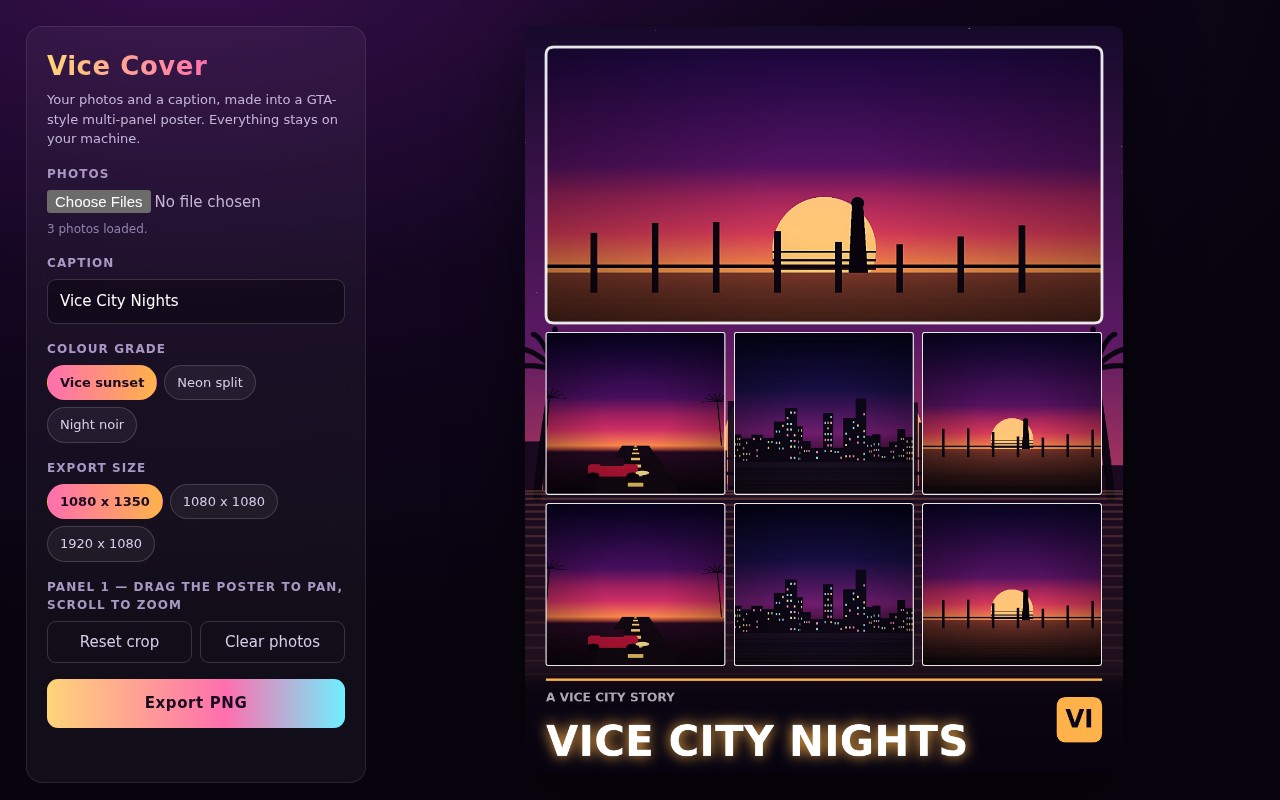 Vice Cover
Your photos and a caption, made into a GTA-
style multi-panel poster. Everything stays on
your machine.
PHOTOS
Choose Files No file chosen
3 photos loaded.
CAPTION
Vice City Nights
COLOUR GRADE
Vice sunset Neon split
Night noir
EXPORT SIZE
1080 x 1350 1080 x 1080
1920 x 1080
PANEL 1 — DRAG THE POSTER TO PAN,
SCROLL TO ZOOM
Reset crop Clear photos
Export PNG
A VICE CITY STORY
VICE CITY NIGHTS
VI